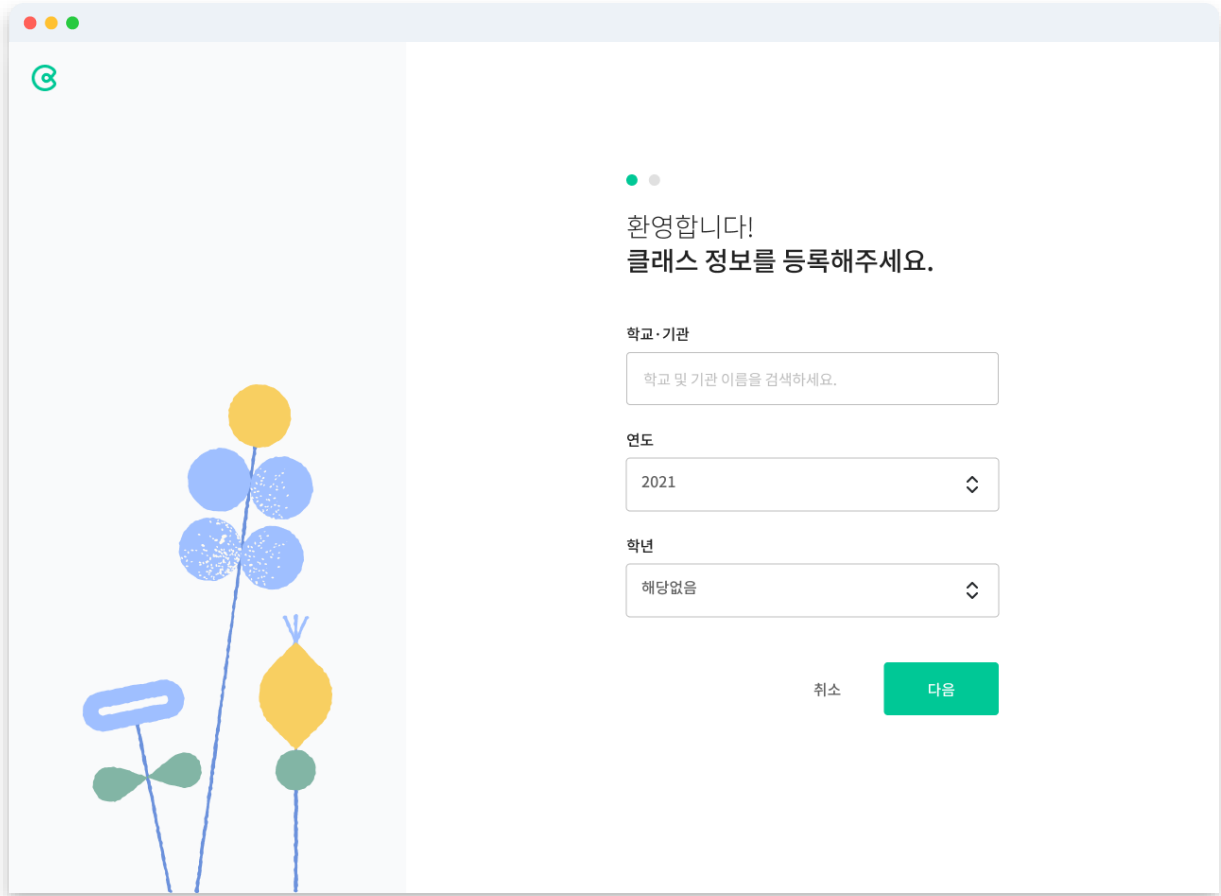 환영합니다!
클래스 정보를 등록해주세요.
학교·기관
학교 및 기관 이름을 검색하세요.
연도
2021
학년
해당없음
취소
다음